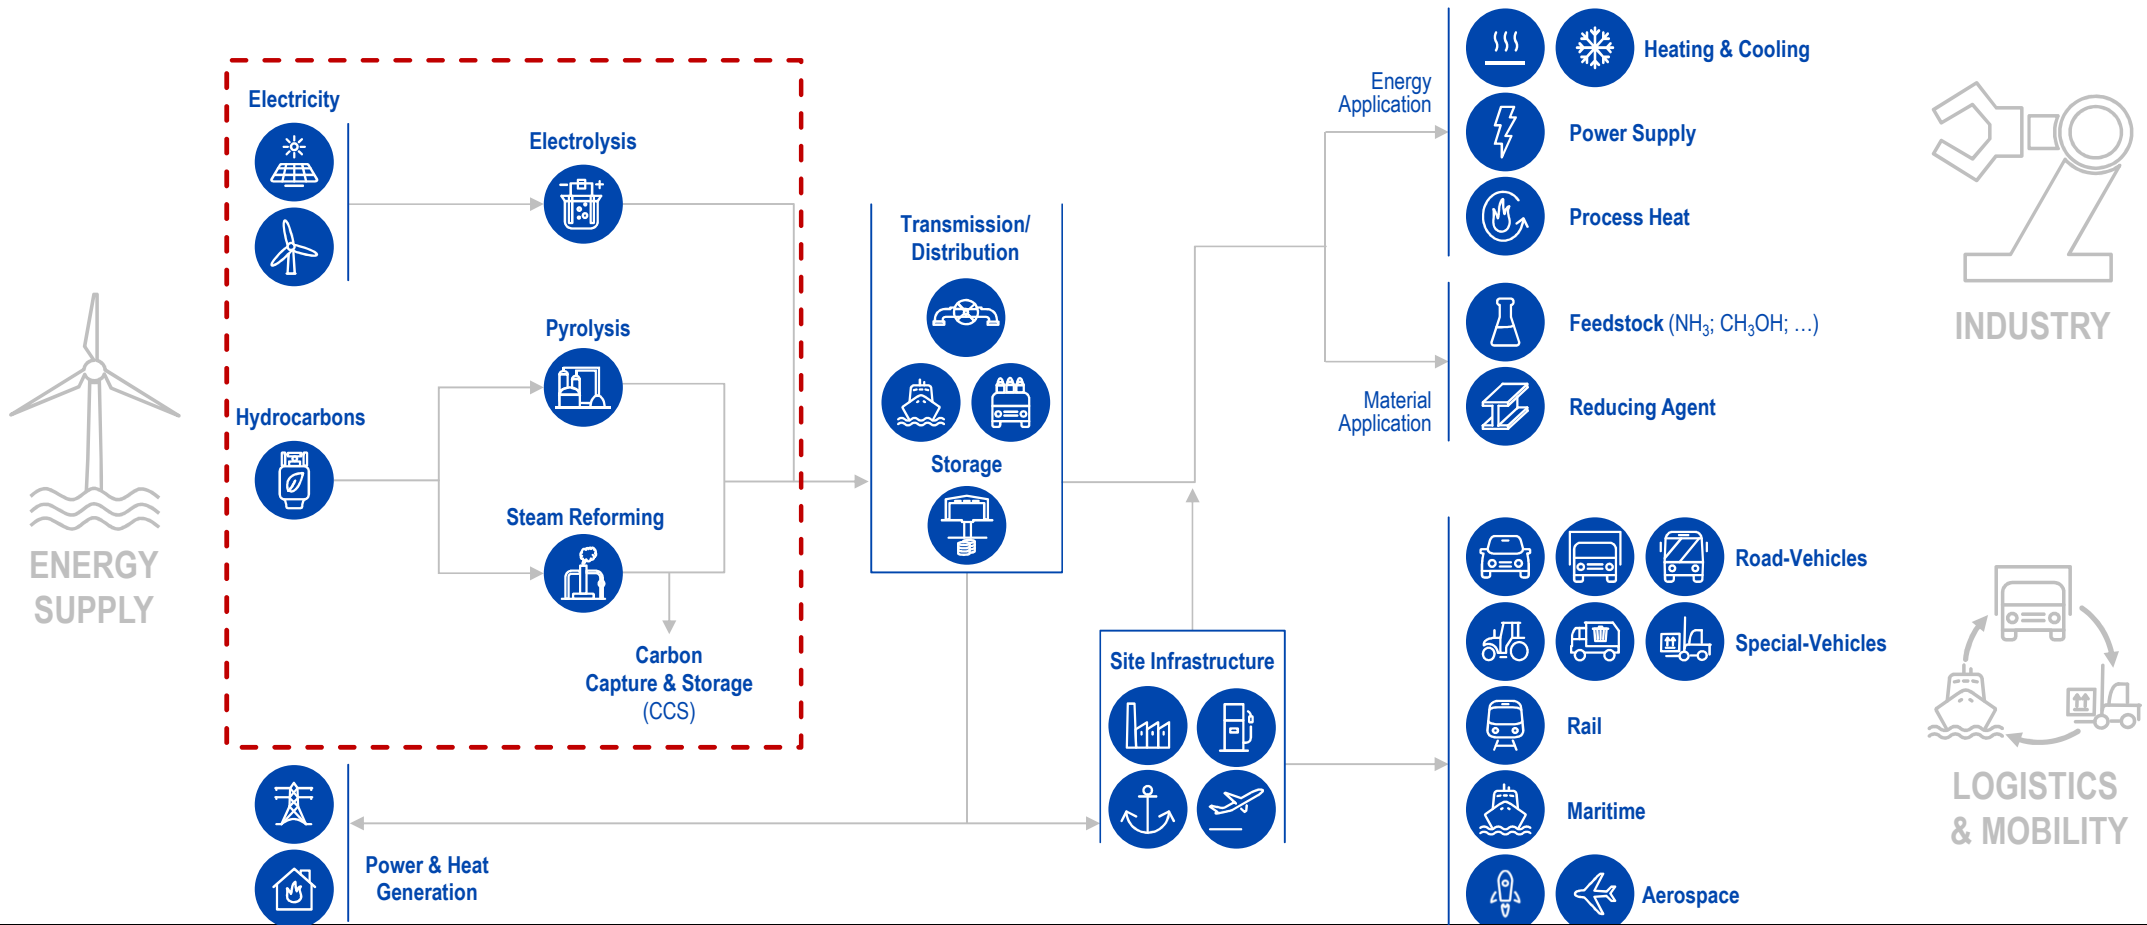 ENERGY
SUPPLY
Electricity
Electrolysis
Pyrolysis
Hydrocarbons
Steam Reforming
Carbon
Capture & Storage
(CCS)
Power & Heat
Generation
Transmission/
Distribution
Storage
Site Infrastructure
Energy
Application
Material
Application
Heating & Cooling
Power Supply
Process Heat
Feedstock (NH₃; CH₃OH; …)
Reducing Agent
Road-Vehicles
Special-Vehicles
Rail
Maritime
Aerospace
INDUSTRY
LOGISTICS
& MOBILITY